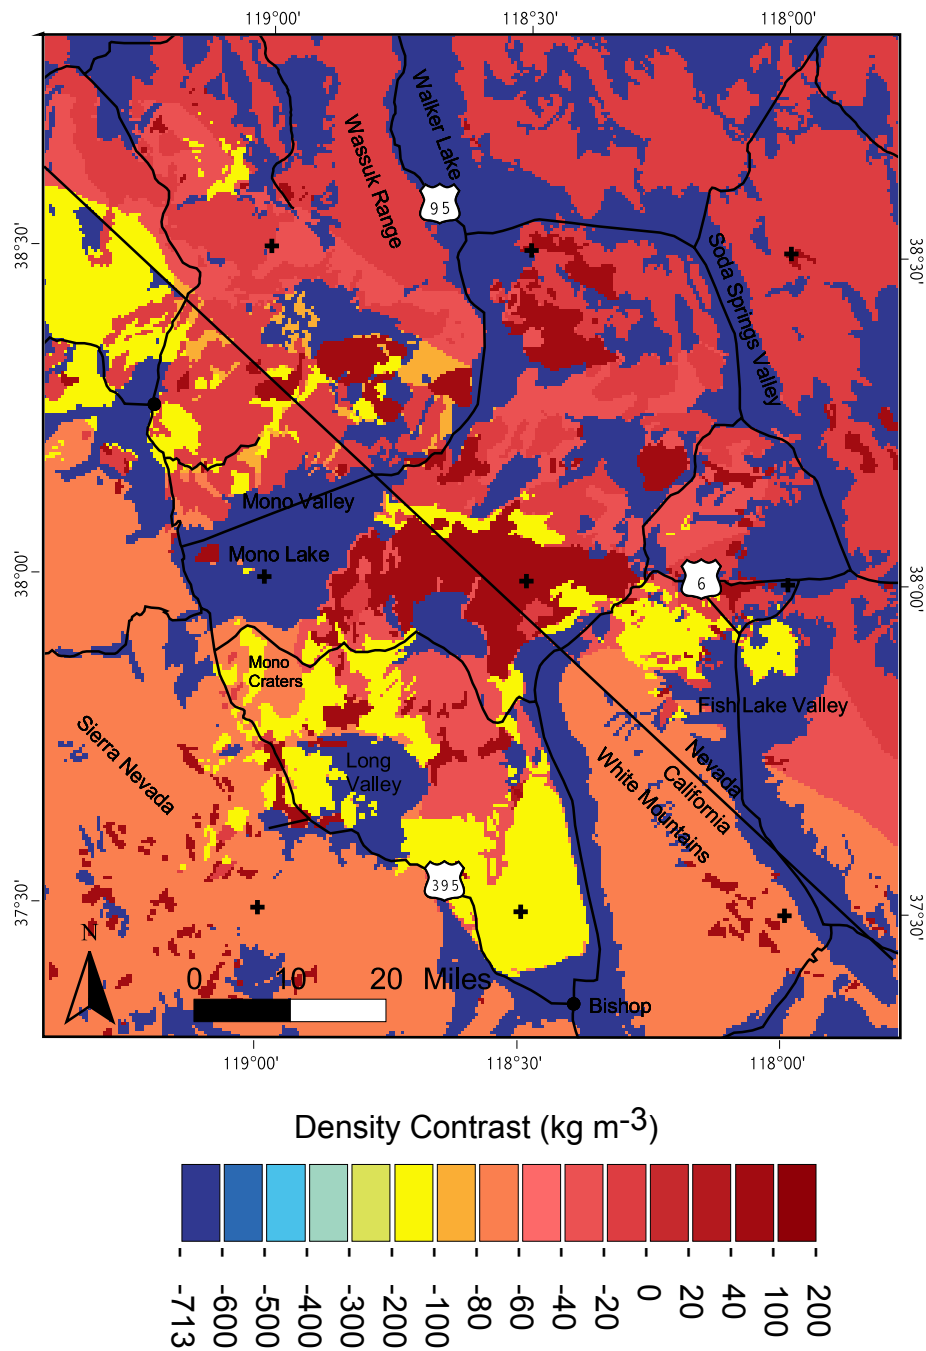 119°00'
118°30'
118°00'
Walker Lake
Wassuk Range
95
38°30'
38°30'
Soda Springs Valley
Mono Valley
Mono Lake
38°00'
38°00'
6
Mono
Craters
Fish Lake Valley
Sierra Nevada
Long
Valley
Nevada
California
White Mountains
395
37°30'
37°30'
N
0 10 20 Miles
Bishop
119°00'
118°30'
118°00'
Density Contrast (kg m-3)
-713
-600
-500
-400
-300
-200
-100
-80
-60
-40
-20
0
20
40
100
200